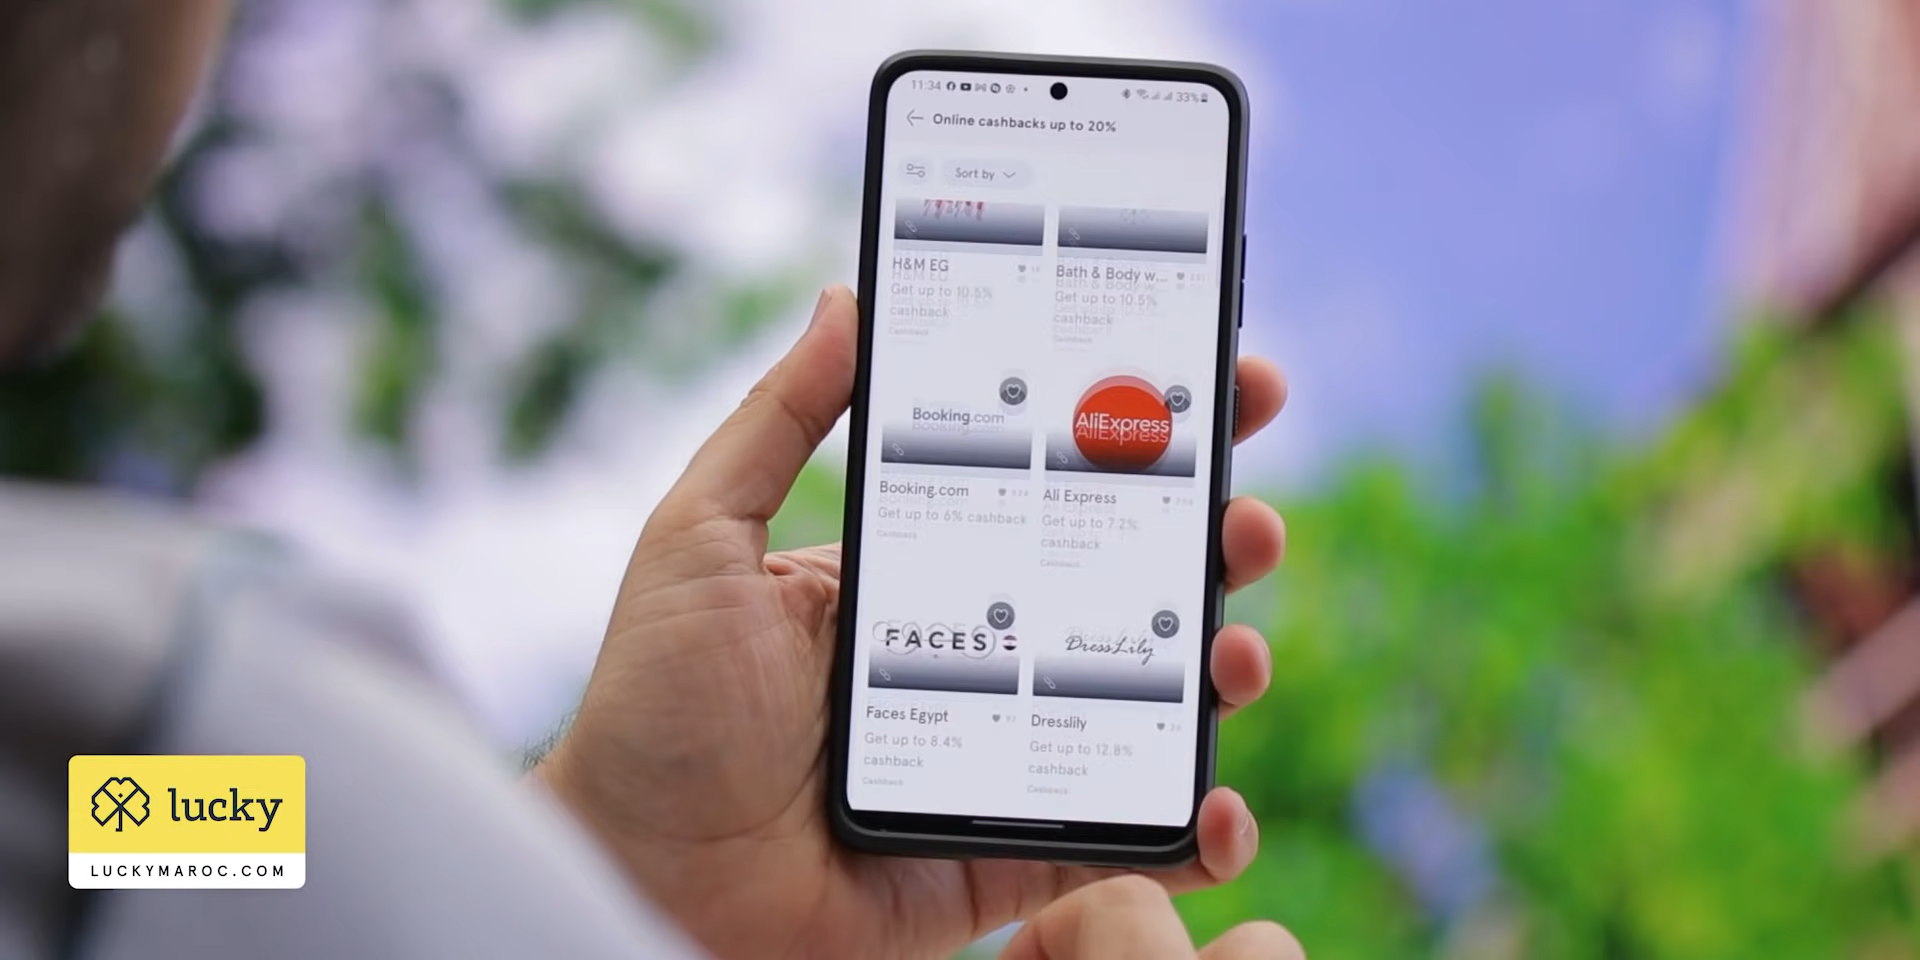 11:34
33%
Online cashbacks up to 20%
Sort by
H&M EG
Get up to 10.5%
cashback
Cashback
Bath & Body w...
Get up to 10.5%
cashback
Cashback
Booking.com
Booking.com
Get up to 6% cashback
Cashback
AliExpress
Ali Express
Get up to 7.2%
cashback
Cashback
FACES
Faces Egypt
Get up to 8.4%
cashback
Cashback
DressLily
Dresslily
Get up to 12.8%
cashback
Cashback
lucky
LUCKYMAROC.COM